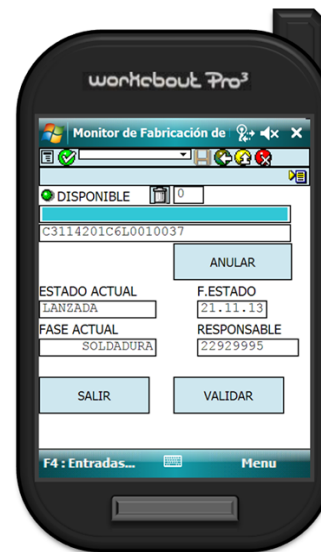 workabout Pro³
Monitor de Fabricación de
DISPONIBLE 0
C3114201C6L0010037
ANULAR
ESTADO ACTUAL F.ESTADO
LANZADA 21.11.13
FASE ACTUAL RESPONSABLE
SOLDADURA 22929995
SALIR VALIDAR
F4 : Entradas... Menu